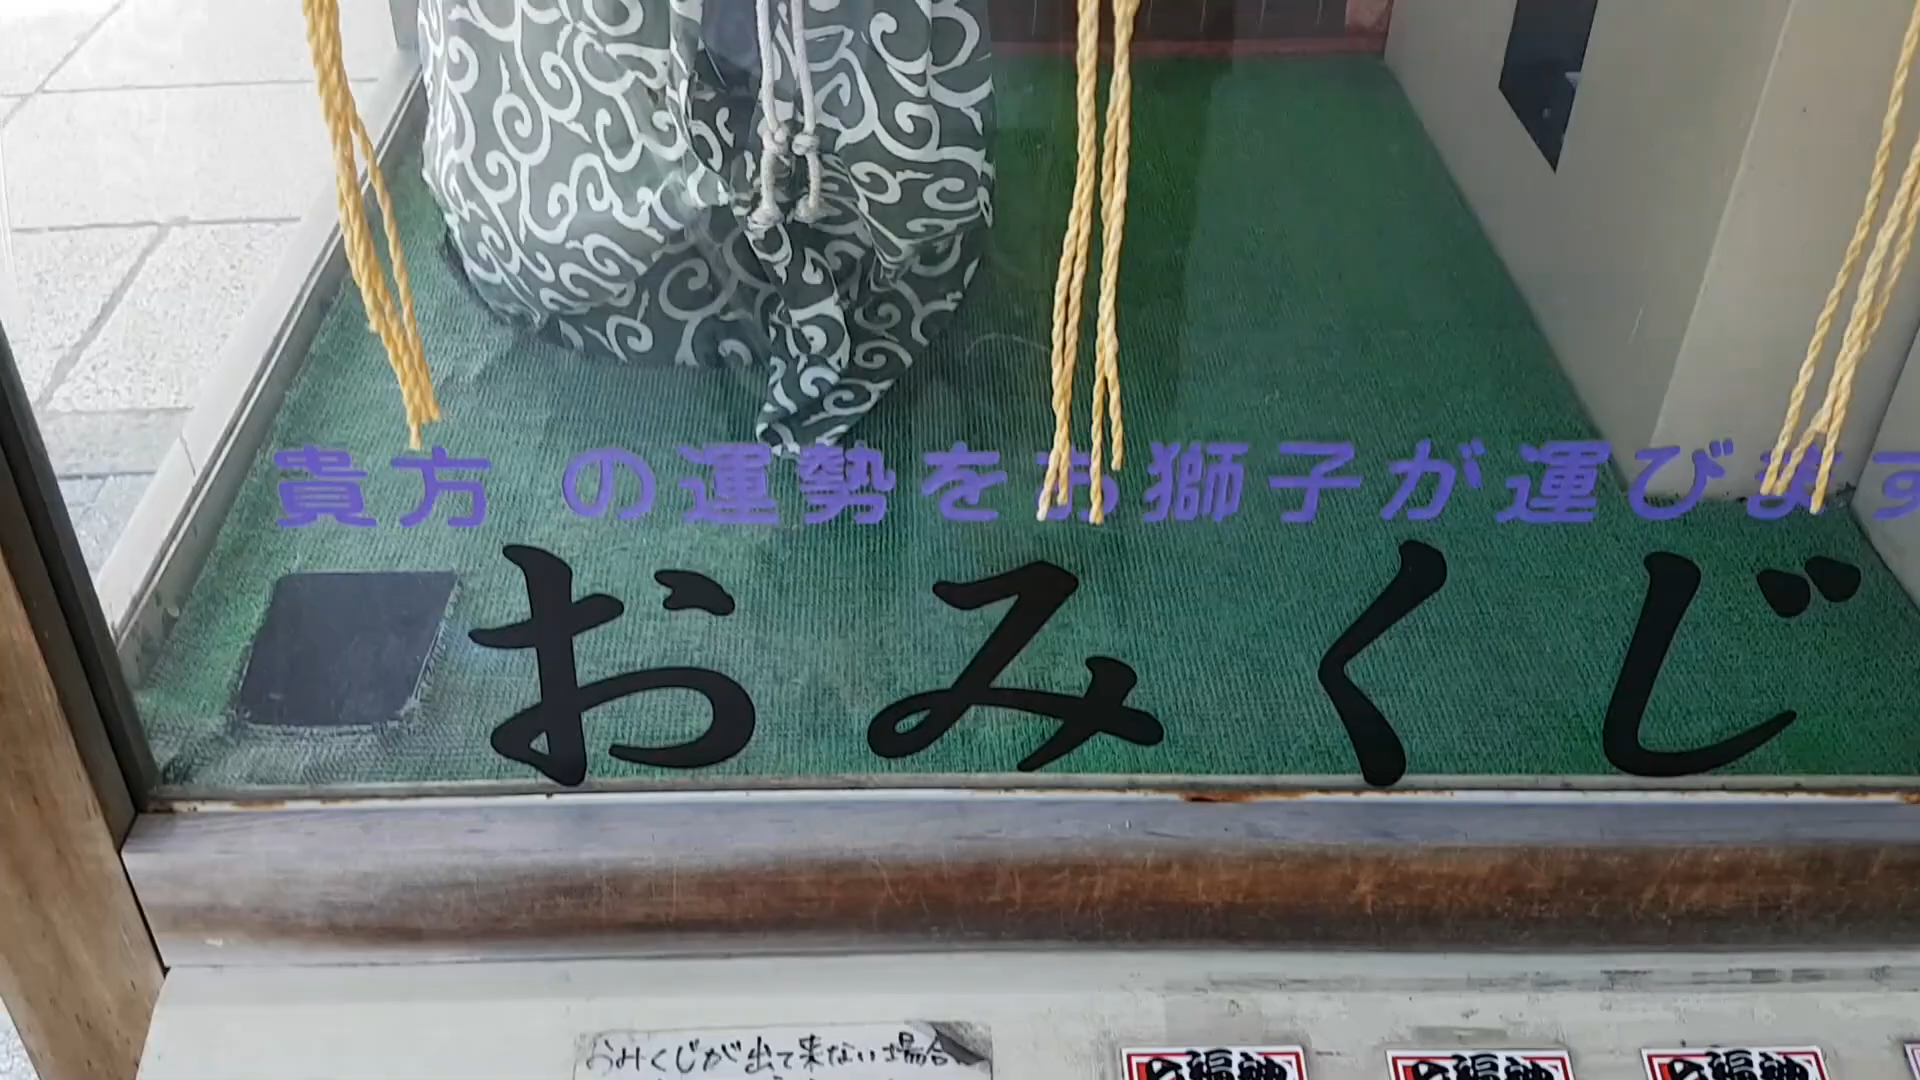 貴方の運勢をお獅子が運びます
おみくじ
おみくじが出て来ない場合